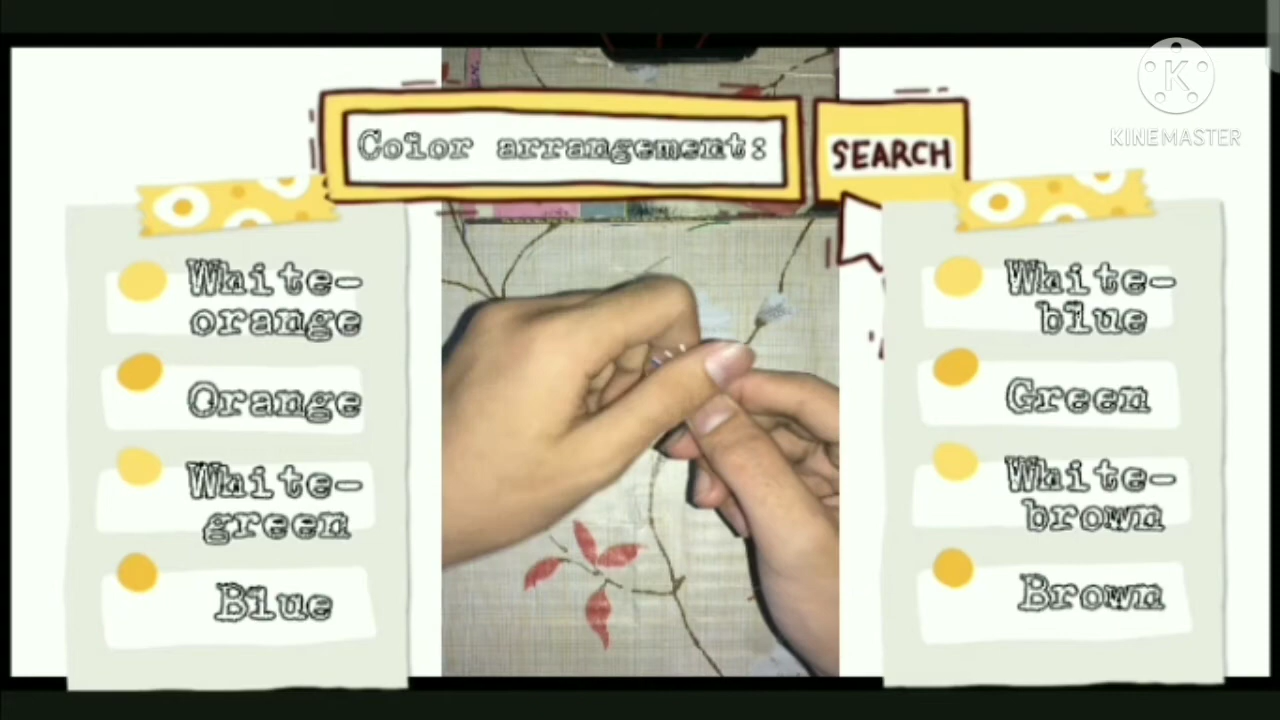 Color arrangement:
SEARCH
KINEMASTER
White-
orange
Orange
White-
green
Blue
White-
blue
Green
White-
brown
Brown